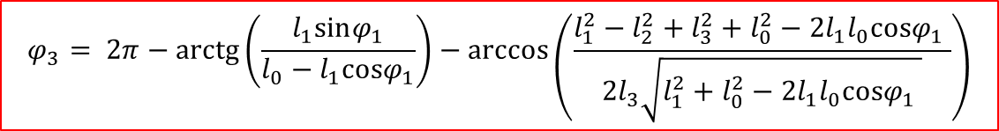 φ₃ = 2π − arctg(l₁sinφ₁ / (l₀ − l₁cosφ₁)) − arccos((l₁² − l₂² + l₃² + l₀² − 2l₁l₀cosφ₁) / (2l₃√(l₁² + l₀² − 2l₁l₀cosφ₁)))